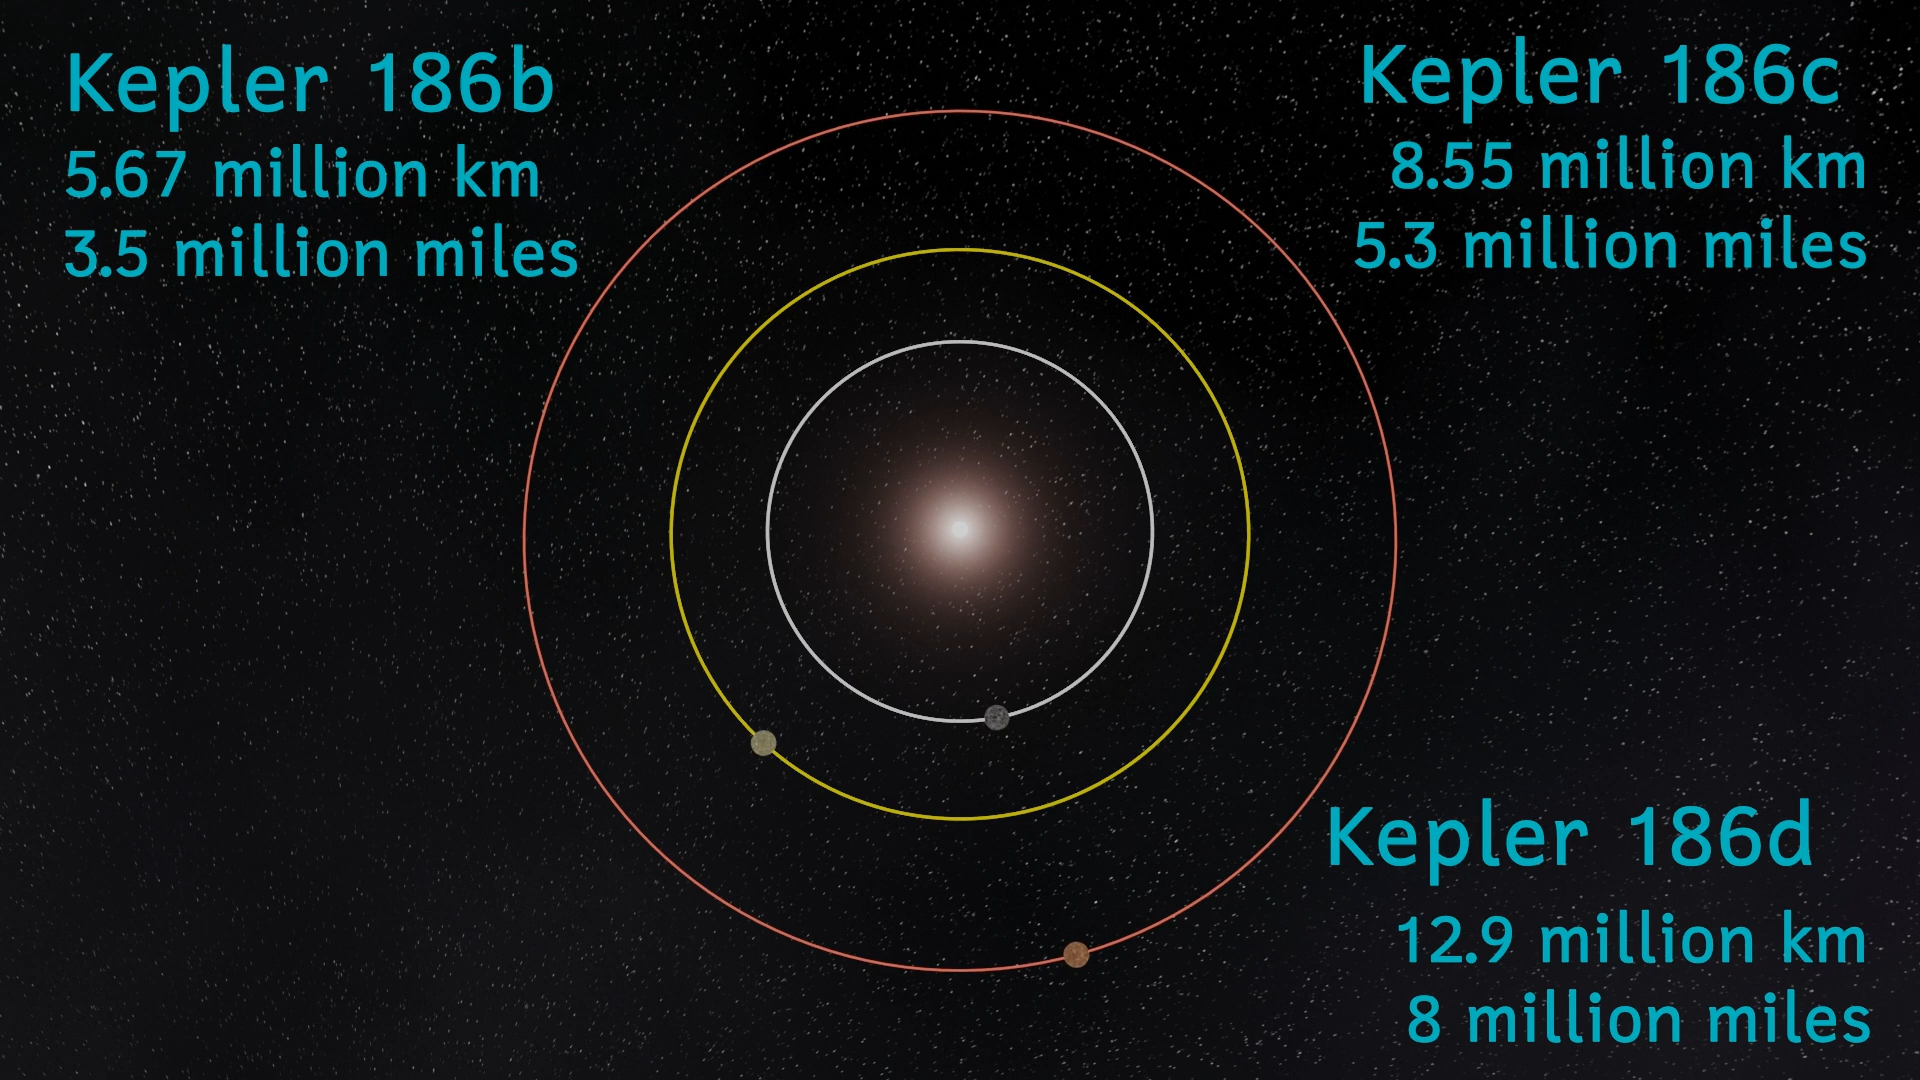 Kepler 186b
5.67 million km
3.5 million miles
Kepler 186c
8.55 million km
5.3 million miles
Kepler 186d
12.9 million km
8 million miles